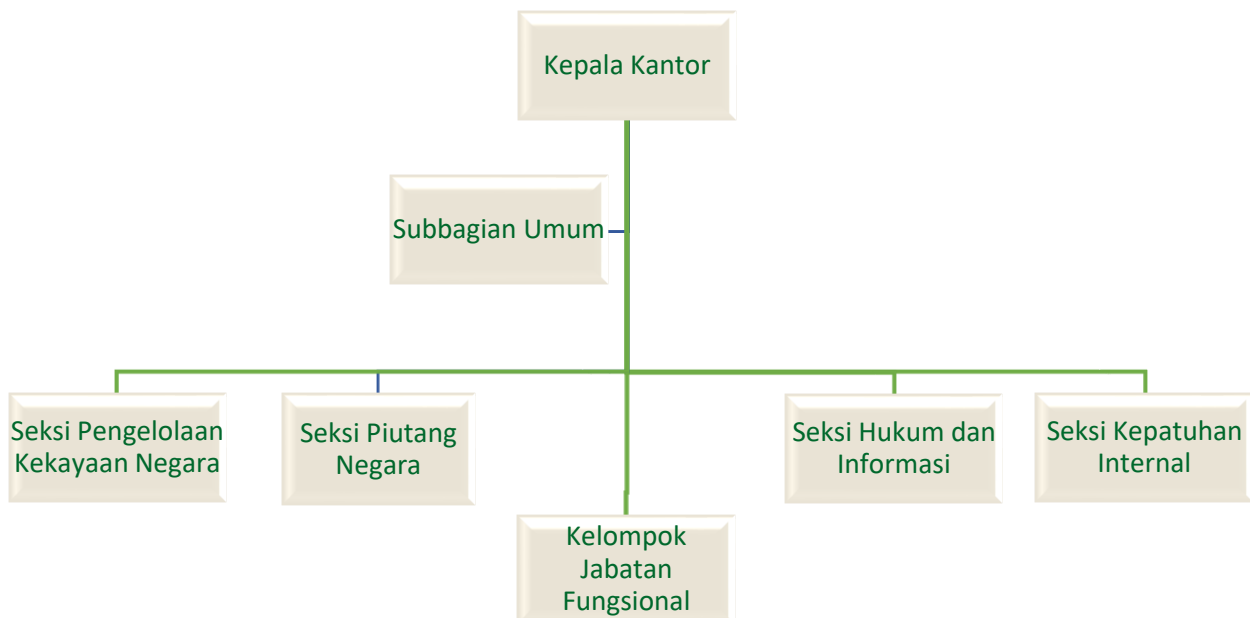 Kepala Kantor
Subbagian Umum
Seksi Pengelolaan
Kekayaan Negara
Seksi Piutang
Negara
Seksi Hukum dan
Informasi
Seksi Kepatuhan
Internal
Kelompok
Jabatan
Fungsional